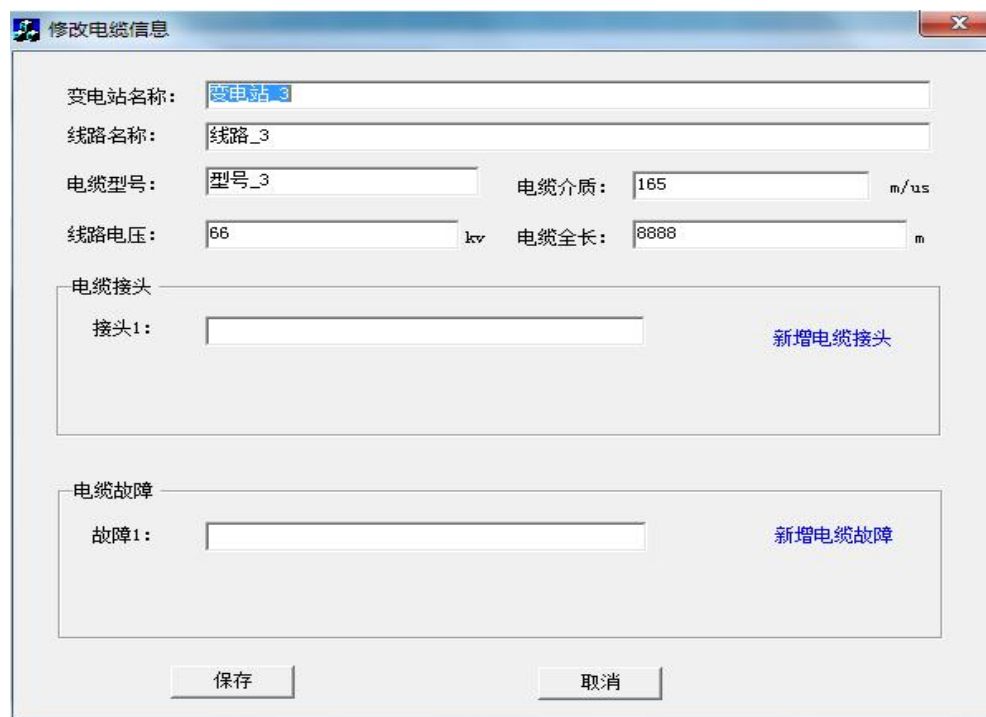 修改电缆信息
变电站名称： 变电站_3
线路名称： 线路_3
电缆型号： 型号_3 电缆介质： 165 m/us
线路电压： 66 kv 电缆全长： 8888 m
电缆接头
接头1： 新增电缆接头
电缆故障
故障1： 新增电缆故障
保存 取消